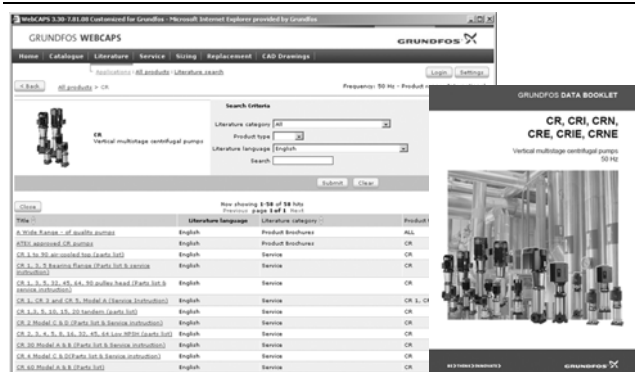 WebCAPS 3.30-7.01.00 Customized for Grundfos - Microsoft Internet Explorer provided by Grundfos
GRUNDFOS WEBCAPS
GRUNDFOS
Home Catalogue Literature Service Sizing Replacement CAD Drawings
Applications All products Literature search
Login Settings
< Back All products > CR
Frequency: 50 Hz - Product
Search Criteria
CR
Vertical multistage centrifugal pumps
Literature category All
Product type
Literature language English
Search
Submit Clear
Close
Now showing 1-58 of 58 hits
Previous page 1 of 1 Next
Title Literature language Literature category Product
A Wide Range - of quality pumps English Product Brochures ALL
ATEX approved CR pumps English Product Brochures CR
CR 1 to 90 air-cooled top (parts list) English Service CR
CR 1, 3, 5 Bearing flange (Parts list & service instruction) English Service CR
CR 1, 3, 5, 32, 45, 64, 90 pulley head (Parts list & service instruction) English Service CR
CR 1, CR 3 and CR 5, Model A (Service Instruction) English Service CR 1, CR
CR 1,3, 5, 10, 15, 20 tandem (parts list) English Service CR
CR 2 Model C & D (Parts list & Service instruction) English Service CR
CR 2, 3, 4, 5, 8, 16, 32, 45, 64 Low NPSH (parts list) English Service CR
CR 30 Model A & B (Parts list & Service instruction) English Service CR
CR 4 Model C & D(Parts list & Service instruction) English Service CR
CR 60 Model A & B (Parts list) English Service CR
GRUNDFOS DATA BOOKLET
CR, CRI, CRN,
CRE, CRIE, CRNE
Vertical multistage centrifugal pumps
50 Hz
GRUNDFOS